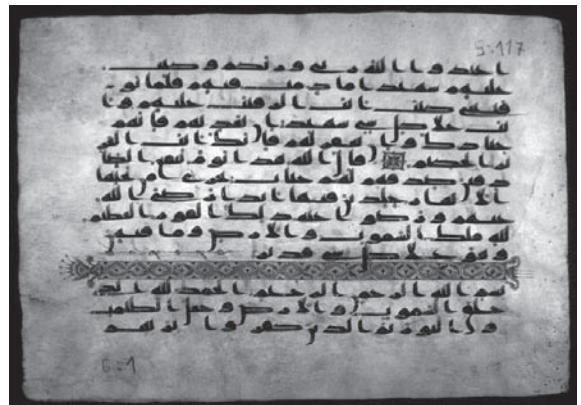 5:117
اعبدوا الله ربي وربكم وكنت
عليهم شهيدا ما دمت فيهم فلما تو
فيتني كنت انت الرقيب عليهم وا
نت على كل شي شهيد ان تعذبهم فانهم
عبادك وان تغفر لهم فانك انت العز
يز الحكيم قال الله هذا يوم ينفع الصد
قين صدقهم لهم جنت تجري من تحتها
الانهر خلدين فيها ابدا رضي الله
عنهم ورضوا عنه ذلك الفوز العظيم
لله ملك السموت والارض وما فيهن
وهو على كل شي قدير
بسم الله الرحمن الرحيم الحمد لله الذي
خلق السموت والارض وجعل الظلمت
والنور ثم الذين كفروا بربهم
6:1